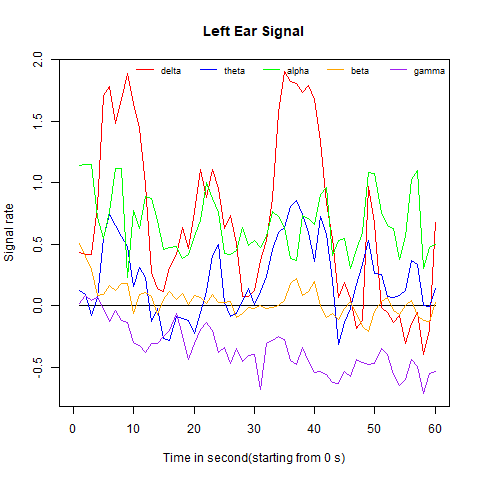 Left Ear Signal
delta theta alpha beta gamma
2.0
1.5
1.0
0.5
0.0
-0.5
Signal rate
0 10 20 30 40 50 60
Time in second(starting from 0 s)